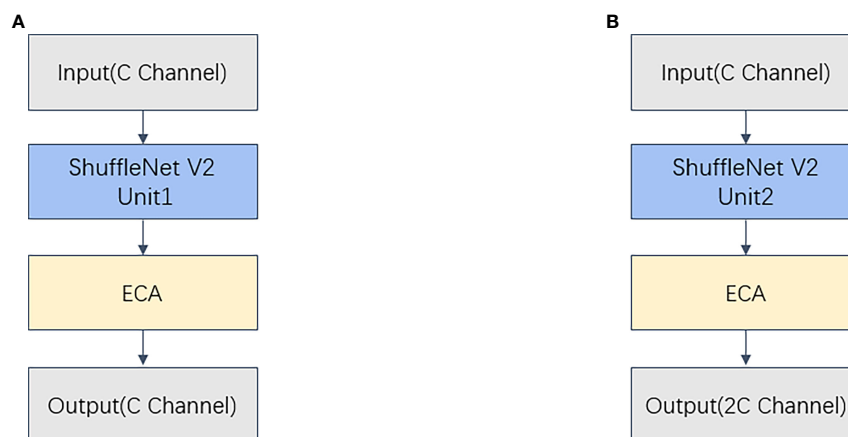 A
Input(C Channel)
ShuffleNet V2
Unit1
ECA
Output(C Channel)
B
Input(C Channel)
ShuffleNet V2
Unit2
ECA
Output(2C Channel)